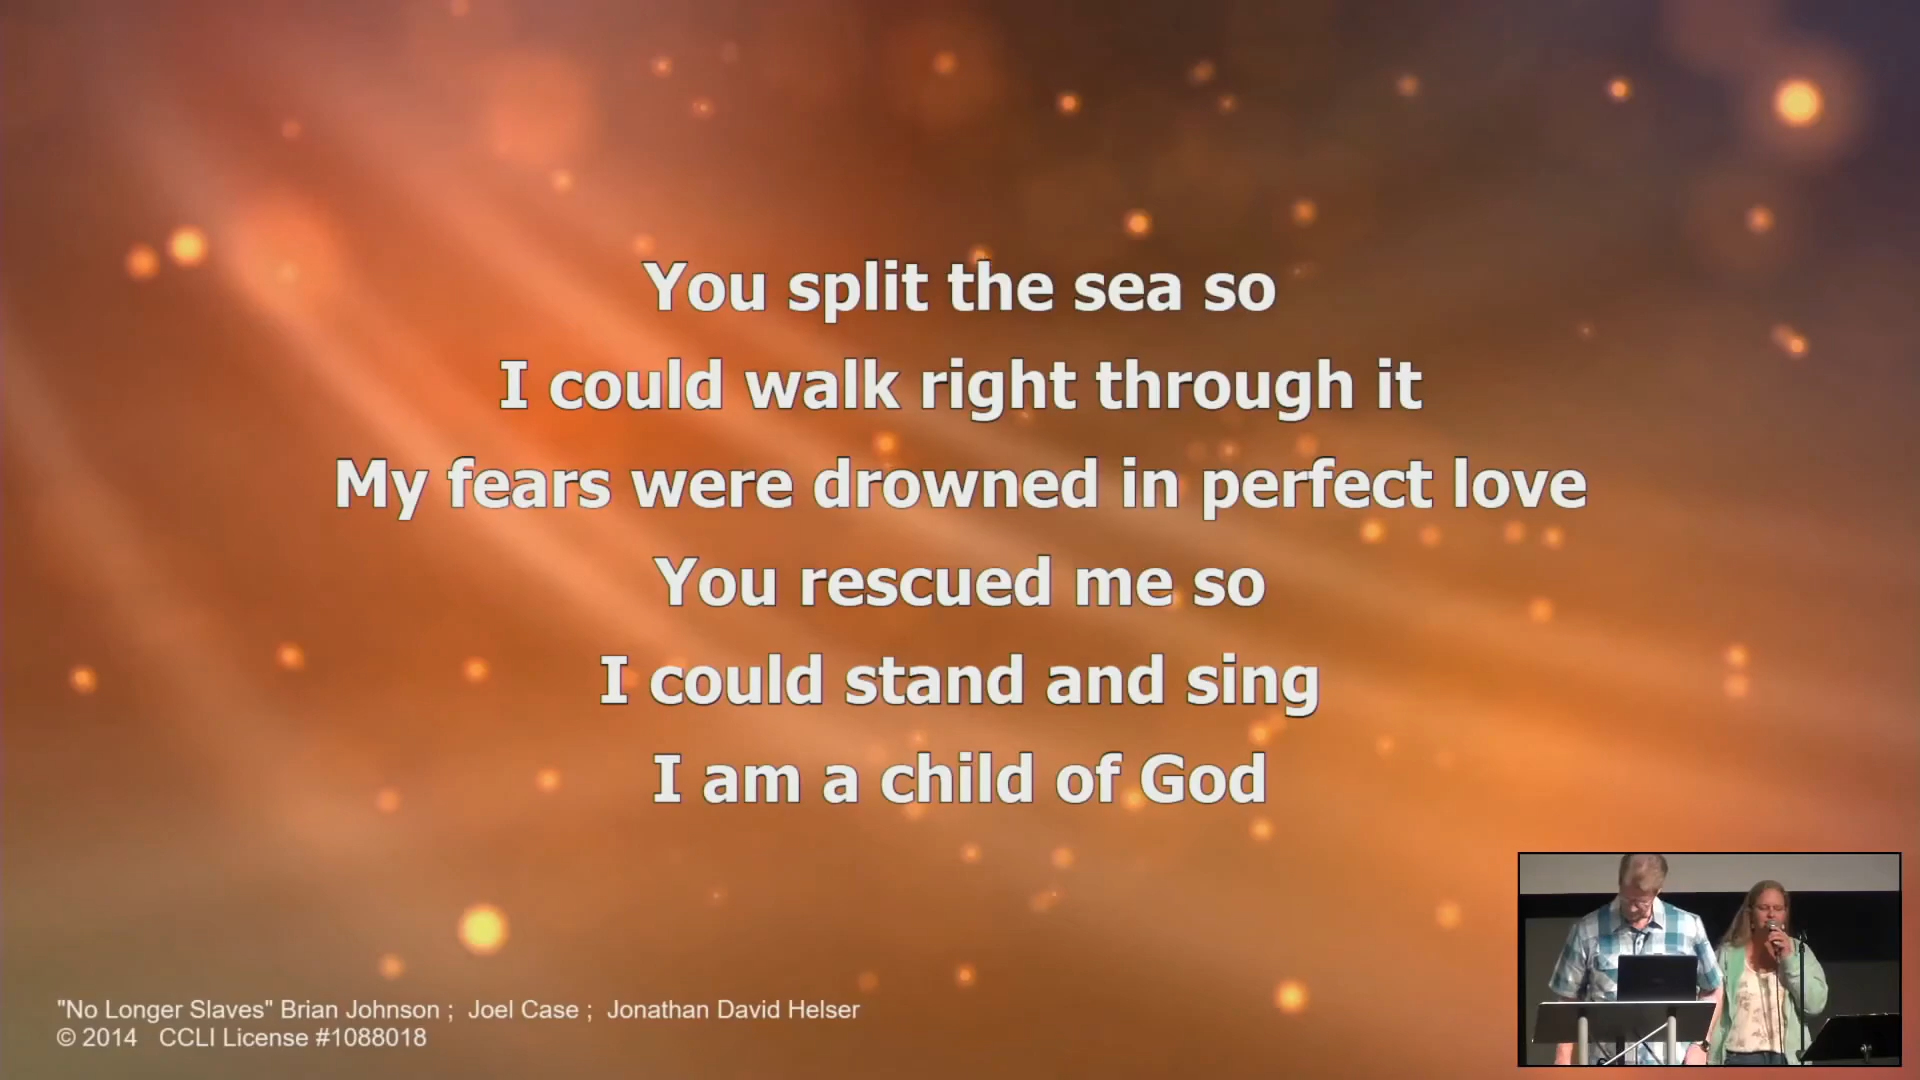 You split the sea so
I could walk right through it
My fears were drowned in perfect love
You rescued me so
I could stand and sing
I am a child of God
"No Longer Slaves" Brian Johnson ;  Joel Case ;  Jonathan David Helser
© 2014   CCLI License #1088018